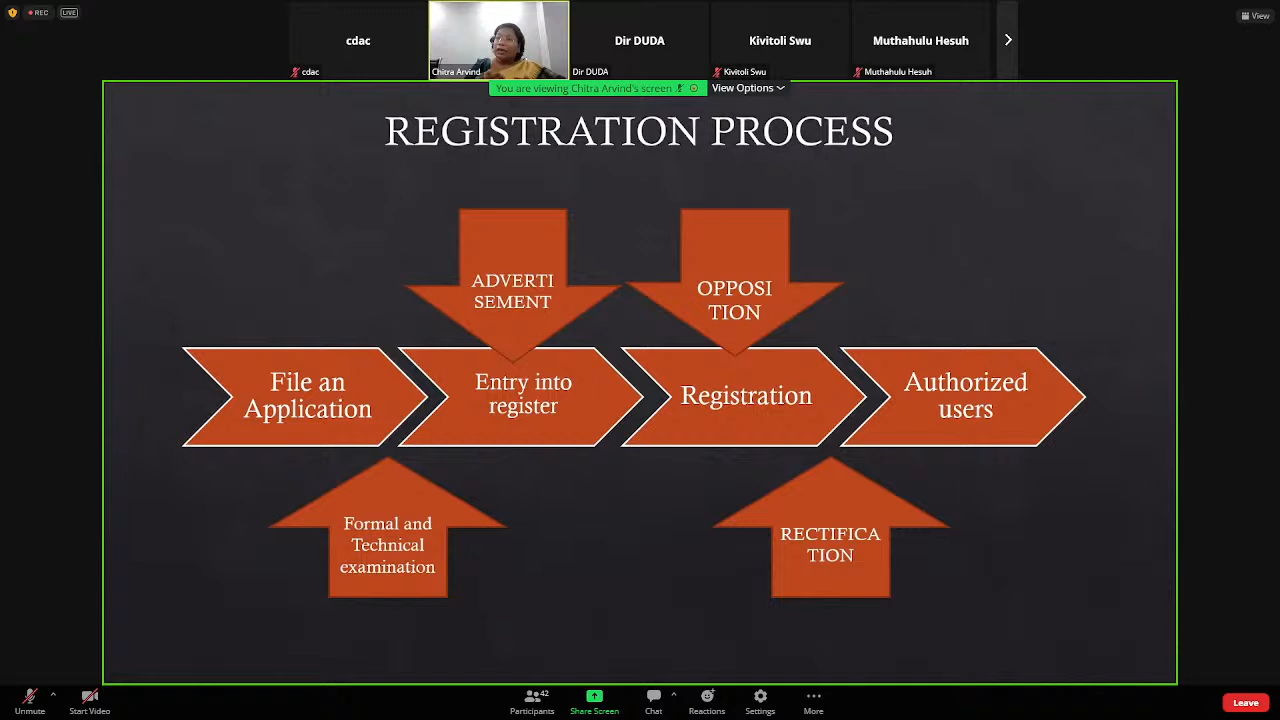 REC
LIVE
View
cdac
Dir DUDA
Kivitoli Swu
Muthahulu Hesuh
cdac
Chitra Arvind
Dir DUDA
Kivitoli Swu
Muthahulu Hesuh
You are viewing Chitra Arvind's screen
View Options
REGISTRATION PROCESS
ADVERTI
SEMENT
OPPOSI
TION
File an
Application
Entry into
register
Registration
Authorized
users
Formal and
Technical
examination
RECTIFICA
TION
Unmute
Start Video
42
Participants
Share Screen
Chat
Reactions
Settings
More
Leave